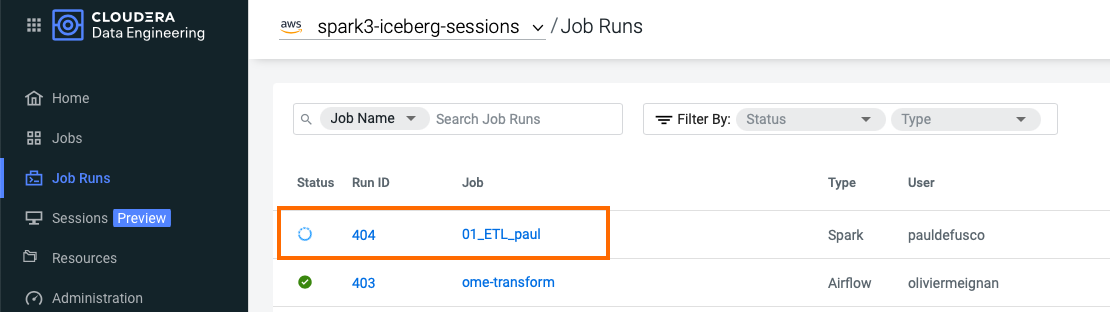 CLOUDERA
Data Engineering
aws spark3-iceberg-sessions / Job Runs
Home
Jobs
Job Runs
Sessions Preview
Resources
Administration
Job Name Search Job Runs Filter By: Status Type
Status Run ID Job Type User
404 01_ETL_paul Spark pauldefusco
403 ome-transform Airflow oliviermeignan